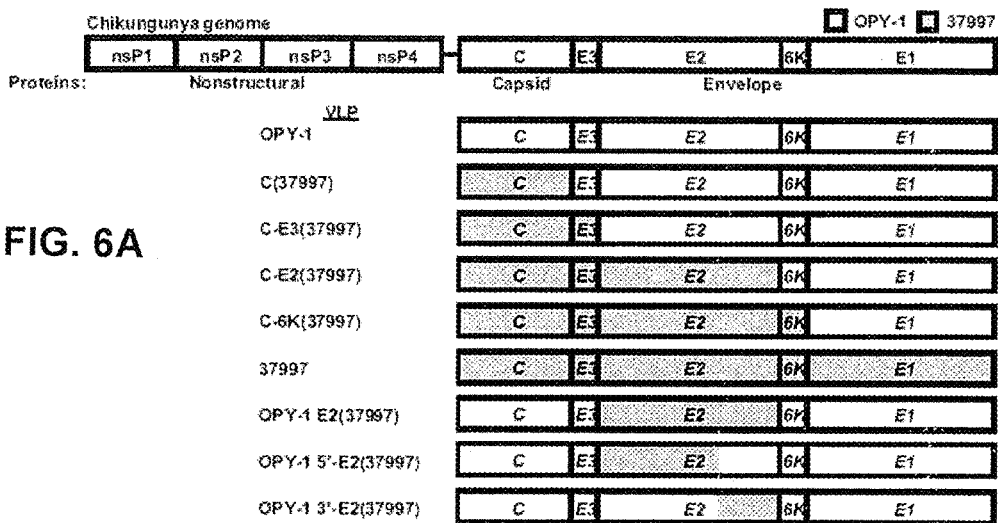 Chikungunya genome OPY-1 37997
nsP1 nsP2 nsP3 nsP4 C E3 E2 6K E1
Proteins: Nonstructural Capsid Envelope
VLP
OPY-1 C E3 E2 6K E1
C(37997) C E3 E2 6K E1
C-E3(37997) C E3 E2 6K E1
FIG. 6A
C-E2(37997) C E3 E2 6K E1
C-6K(37997) C E3 E2 6K E1
37997 C E3 E2 6K E1
OPY-1 E2(37997) C E3 E2 6K E1
OPY-1 5'-E2(37997) C E3 E2 6K E1
OPY-1 3'-E2(37997) C E3 E2 6K E1